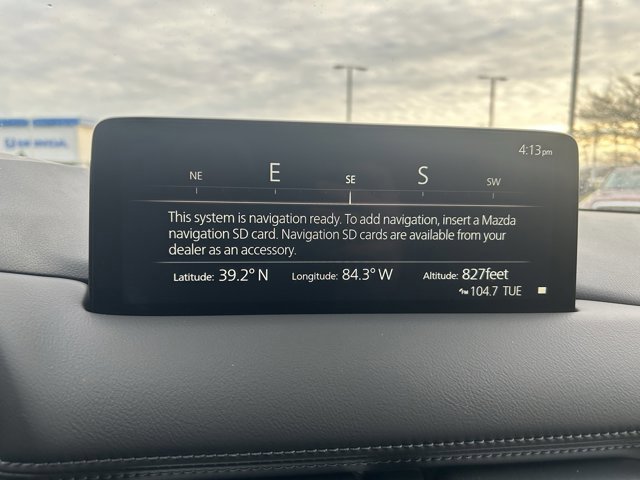 4:13pm
NE E SE S SW
This system is navigation ready. To add navigation, insert a Mazda
navigation SD card. Navigation SD cards are available from your
dealer as an accessory.
Latitude: 39.2° N Longitude: 84.3° W Altitude: 827feet
FM 104.7 TUE